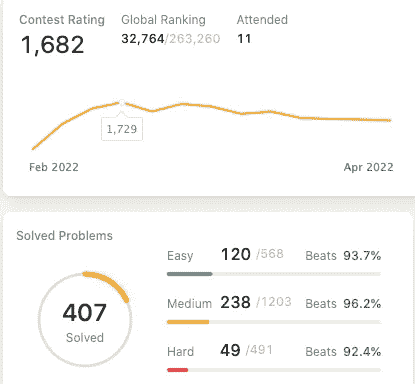 Contest Rating Global Ranking Attended
1,682 32,764/263,260 11
1,729
Feb 2022 Apr 2022
Solved Problems
Easy 120 /568 Beats 93.7%
407
Solved
Medium 238 /1203 Beats 96.2%
Hard 49 /491 Beats 92.4%